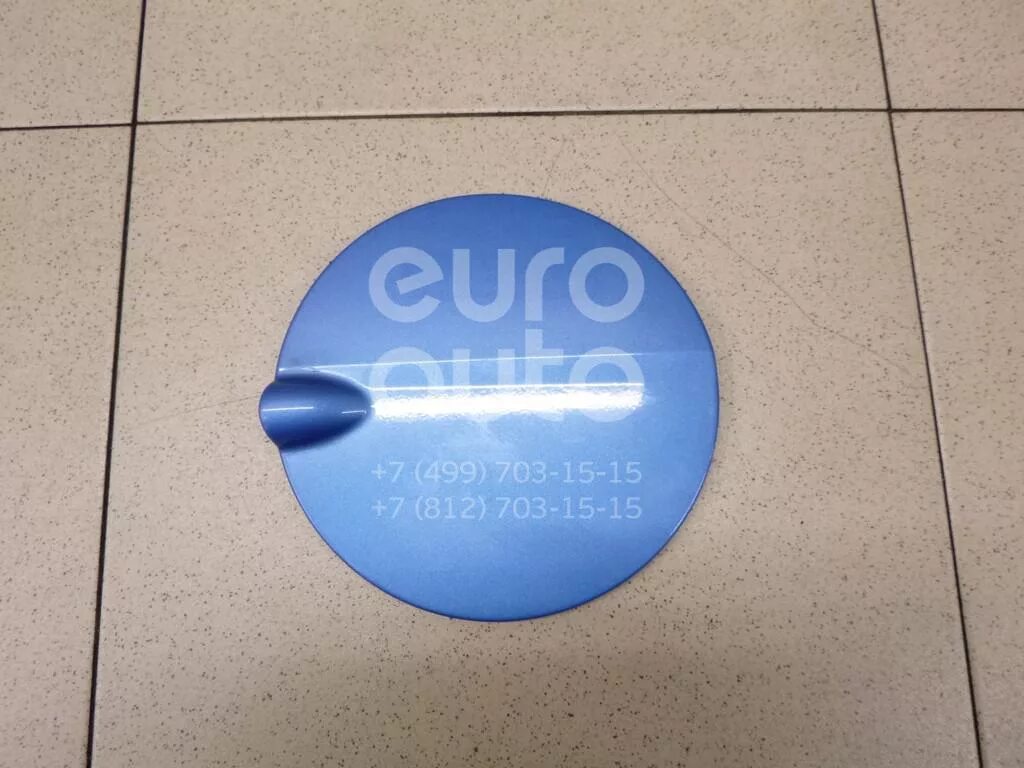 euro
auto
+7 (499) 703-15-15
+7 (812) 703-15-15